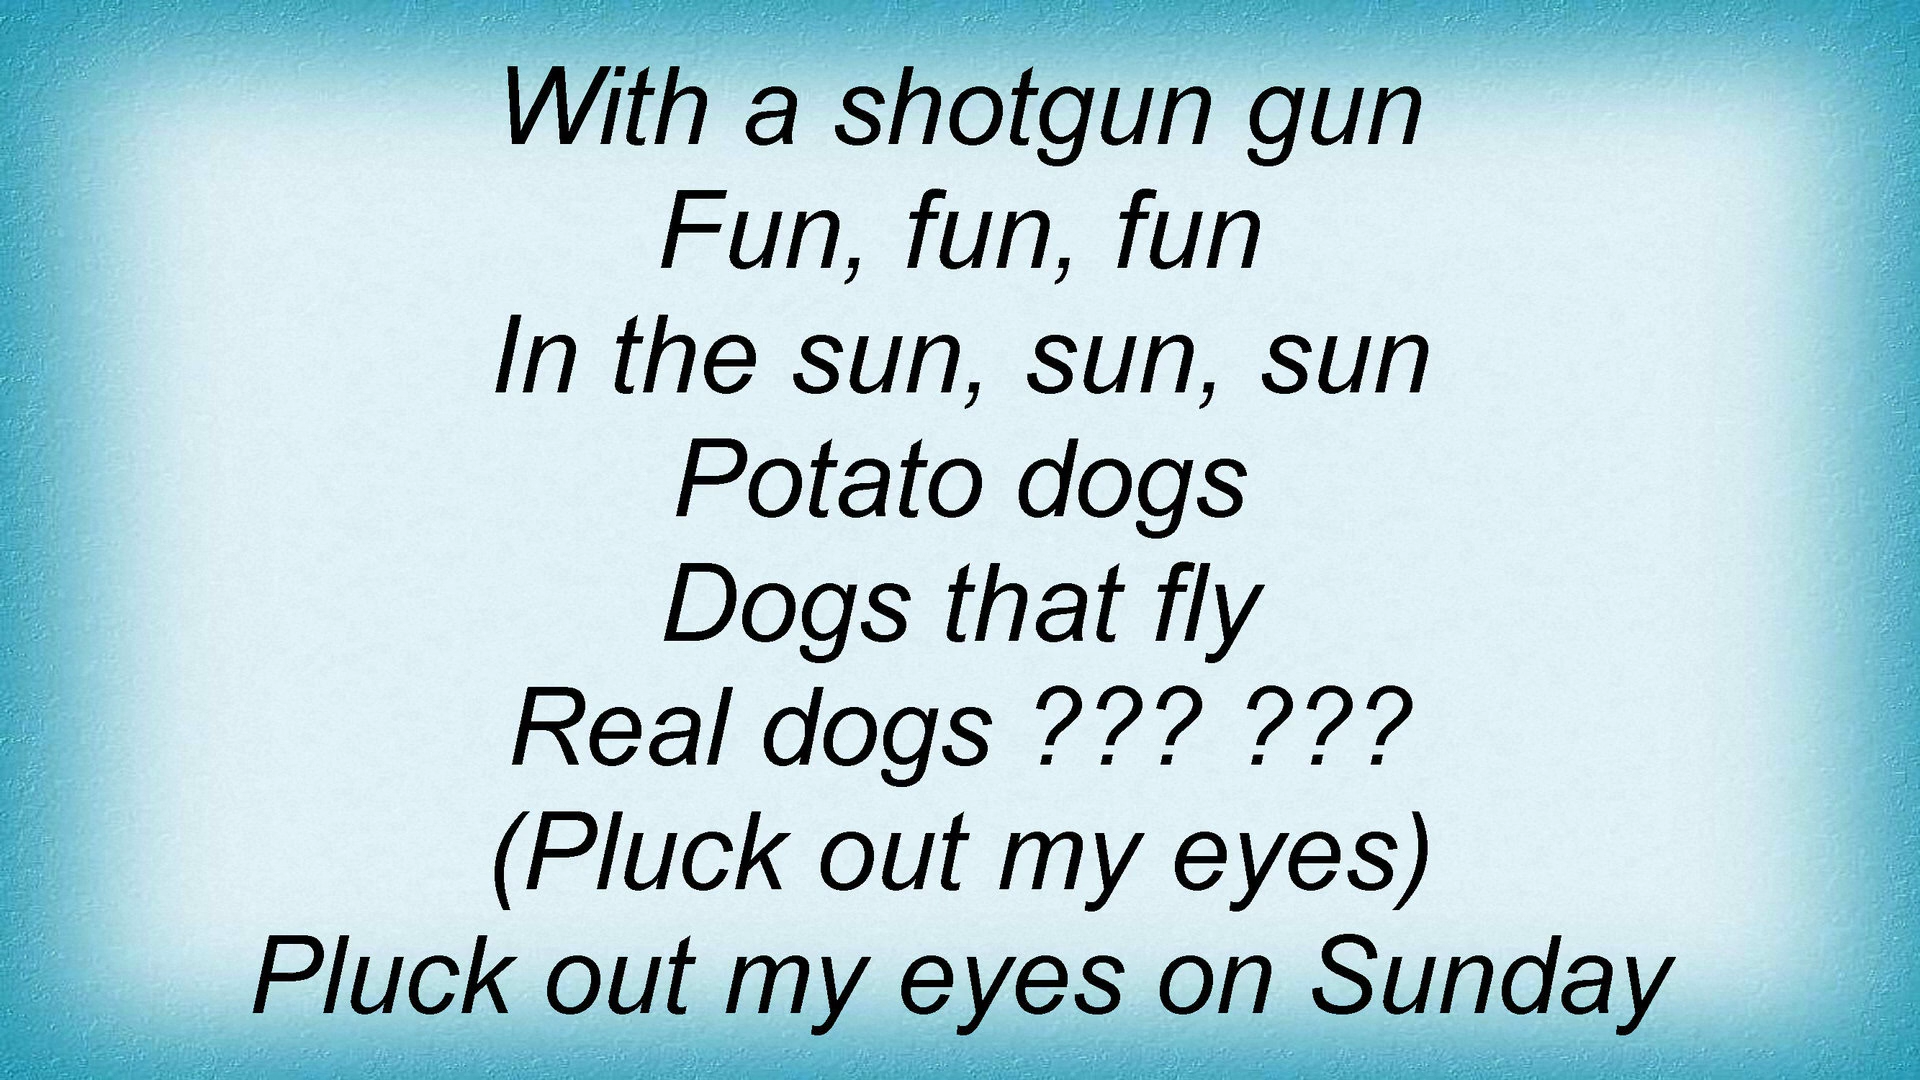 With a shotgun gun
Fun, fun, fun
In the sun, sun, sun
Potato dogs
Dogs that fly
Real dogs ??? ???
(Pluck out my eyes)
Pluck out my eyes on Sunday